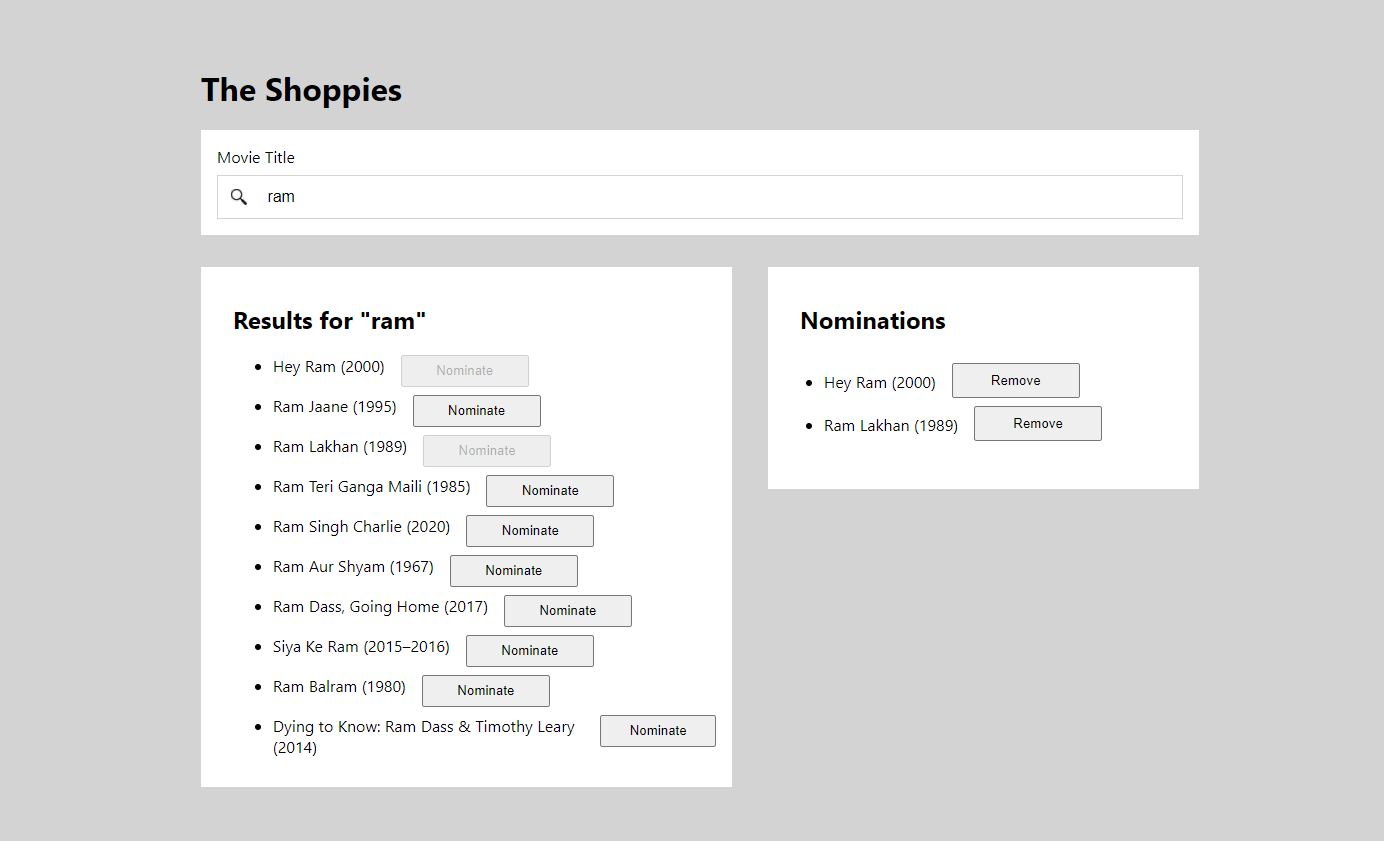 The Shoppies
Movie Title
ram
Results for "ram"
Hey Ram (2000) Nominate
Ram Jaane (1995) Nominate
Ram Lakhan (1989) Nominate
Ram Teri Ganga Maili (1985) Nominate
Ram Singh Charlie (2020) Nominate
Ram Aur Shyam (1967) Nominate
Ram Dass, Going Home (2017) Nominate
Siya Ke Ram (2015–2016) Nominate
Ram Balram (1980) Nominate
Dying to Know: Ram Dass & Timothy Leary Nominate
(2014)
Nominations
Hey Ram (2000) Remove
Ram Lakhan (1989) Remove